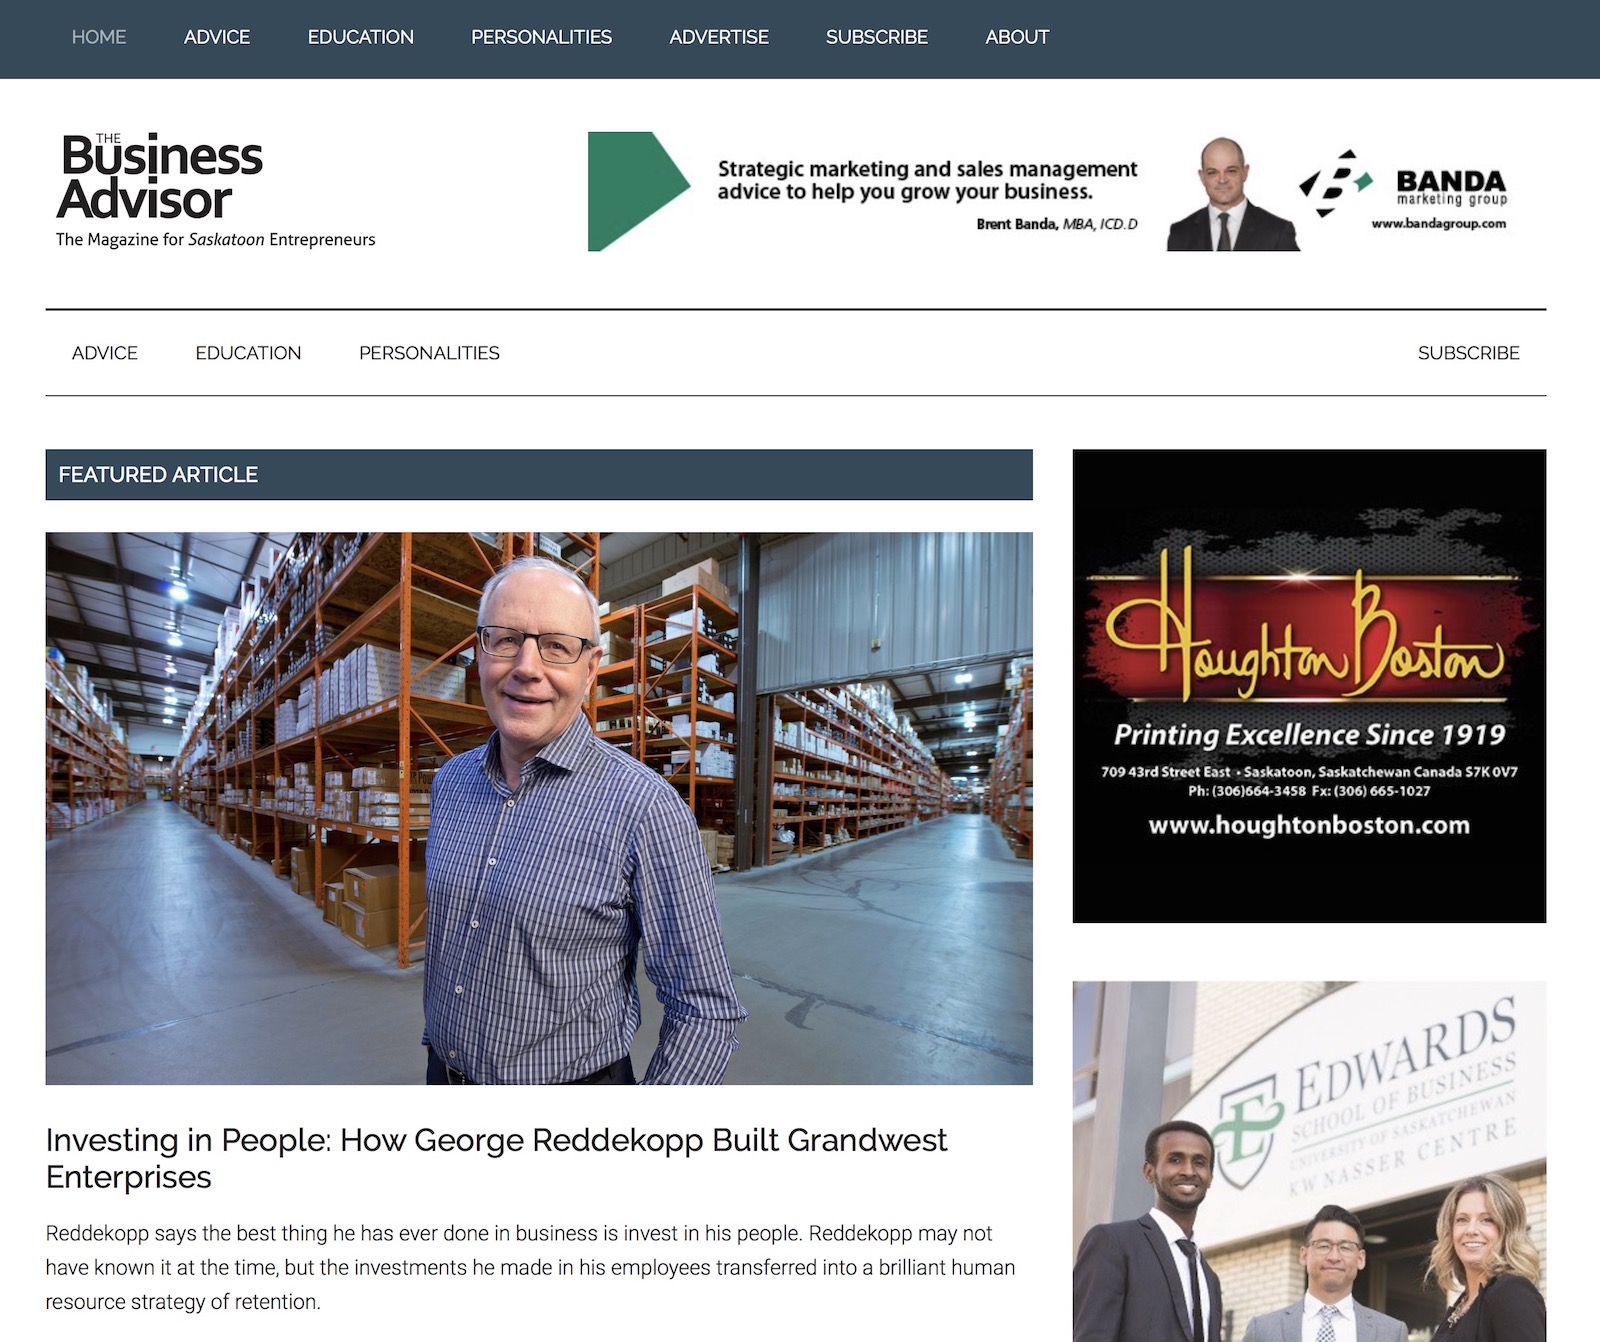 HOME ADVICE EDUCATION PERSONALITIES ADVERTISE SUBSCRIBE ABOUT
THE
Business
Advisor
The Magazine for Saskatoon Entrepreneurs
Strategic marketing and sales management
advice to help you grow your business.
Brent Banda, MBA, ICD.D
B
BANDA
marketing group
www.bandagroup.com
ADVICE EDUCATION PERSONALITIES SUBSCRIBE
FEATURED ARTICLE
Investing in People: How George Reddekopp Built Grandwest
Enterprises
Reddekopp says the best thing he has ever done in business is invest in his people. Reddekopp may not
have known it at the time, but the investments he made in his employees transferred into a brilliant human
resource strategy of retention.
Houghton Boston
Printing Excellence Since 1919
709 43rd Street East • Saskatoon, Saskatchewan Canada S7K 0V7
Ph: (306)664-3458 Fx: (306) 665-1027
www.houghtonboston.com
E
EDWARDS
SCHOOL OF BUSINESS
UNIVERSITY OF SASKATCHEWAN
KW NASSER CENTRE